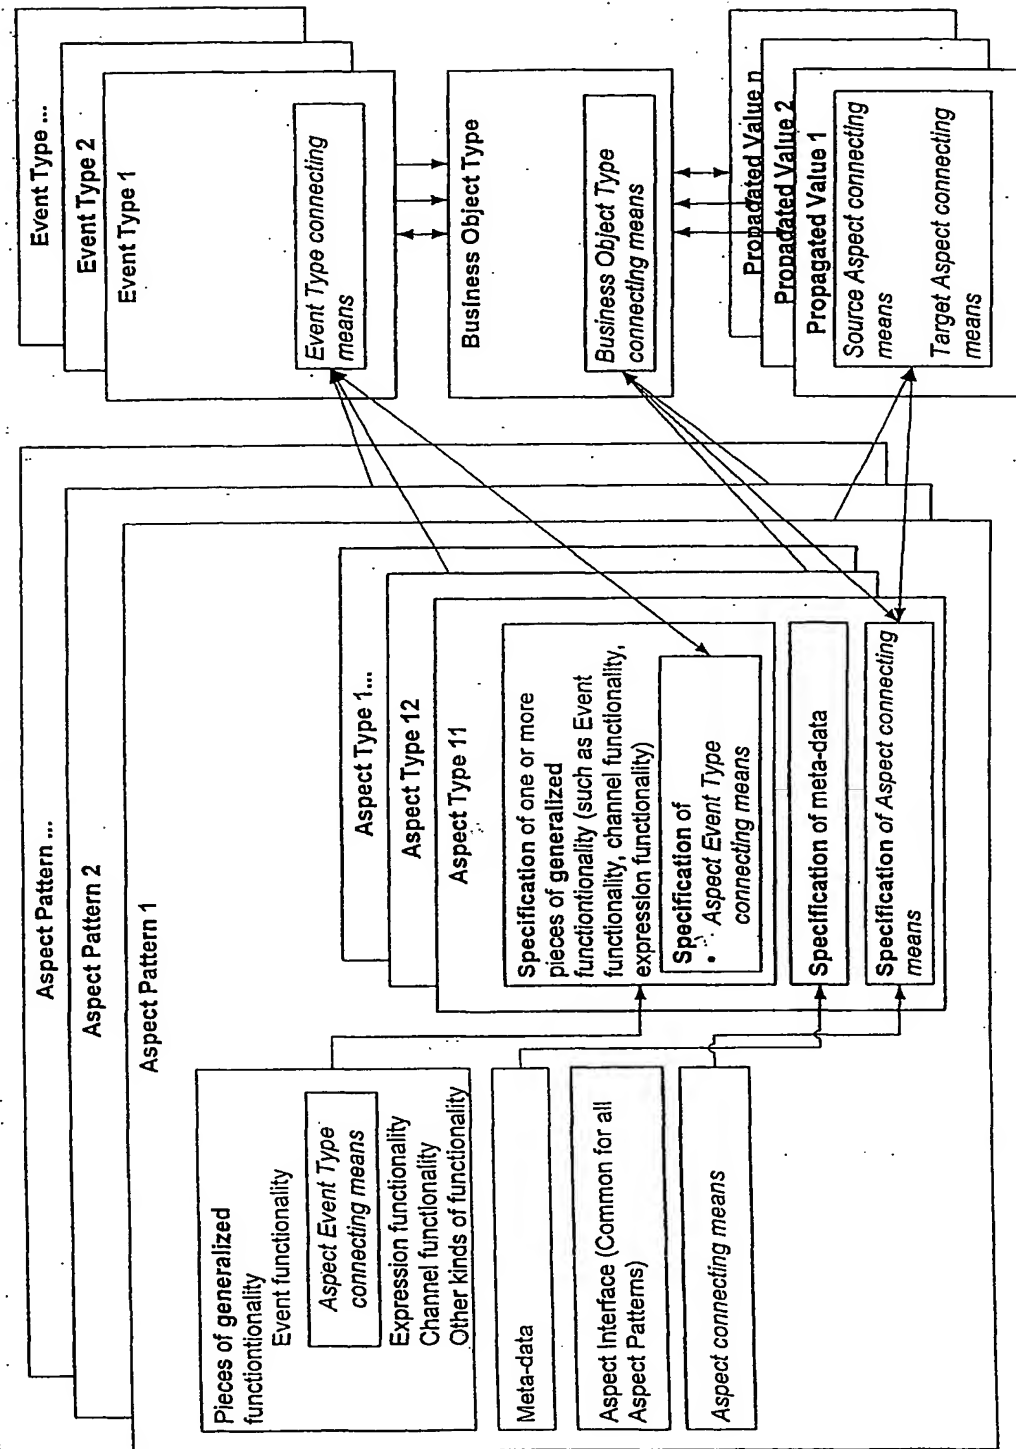 Aspect Pattern ...
Aspect Pattern 2
Aspect Pattern 1
Pieces of generalized
functiontionality
Event functionality
Aspect Event Type
connecting means
Expression functionality
Channel functionality
Other kinds of functionality
Meta-data
Aspect Interface (Common for all
Aspect Patterns)
Aspect connecting means
Aspect Type 1...
Aspect Type 12
Aspect Type 11
Specification of one or more
pieces of generalized
functiontionality (such as Event
functionality, channel functionality,
expression functionality)
Specification of
• Aspect Event Type
connecting means
Specification of meta-data
Specification of Aspect connecting
means
Event Type ...
Event Type 2
Event Type 1
Event Type connecting
means
Business Object Type
Business Object Type
connecting means
Propadated Value n
Propadated Value 2
Propagated Value 1
Source Aspect connecting
means
Target Aspect connecting
means